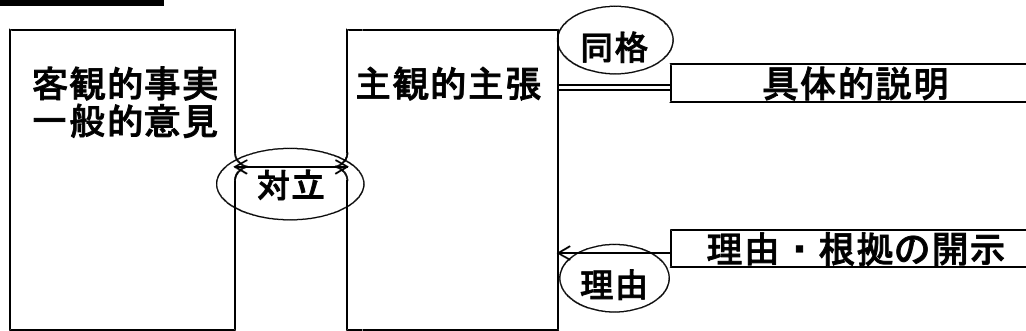 客観的事実
一般的意見
対立
主観的主張
同格
具体的説明
理由・根拠の開示
理由